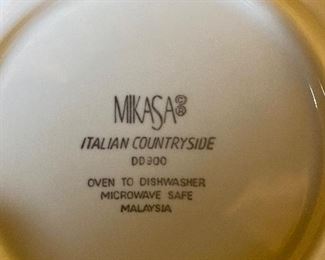 MIKASA
ITALIAN COUNTRYSIDE
DD900
OVEN TO DISHWASHER
MICROWAVE SAFE
MALAYSIA